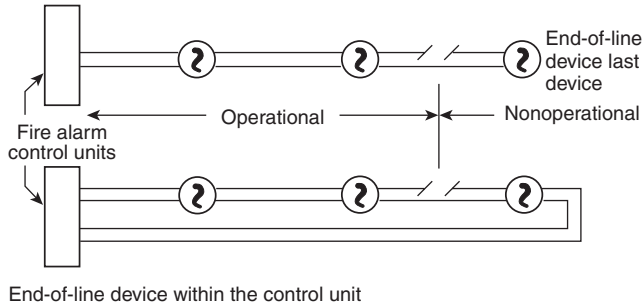 End-of-line
device last
device
Operational
Nonoperational
Fire alarm
control units
End-of-line device within the control unit